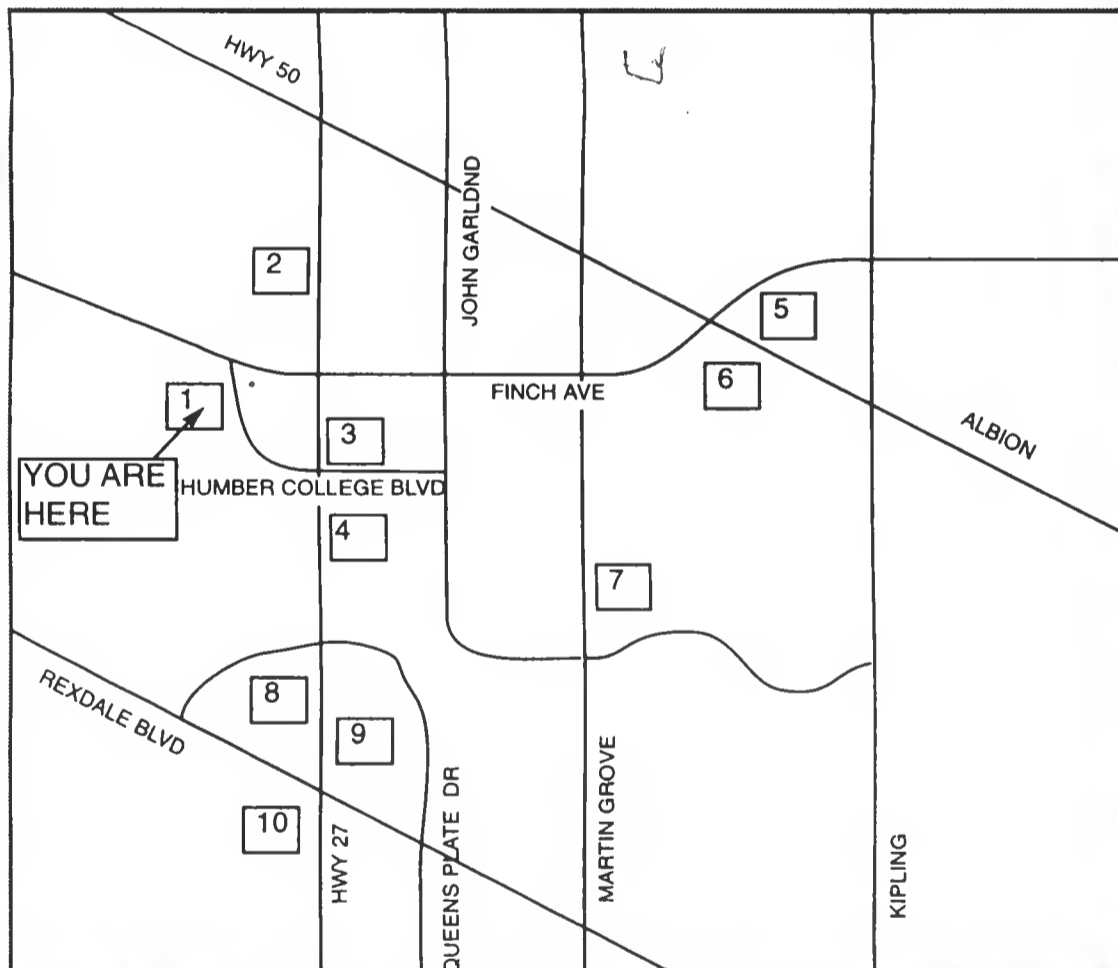 HWY 50
JOHN GARLDND
2
5
1
FINCH AVE
6
3
ALBION
YOU ARE
HERE
HUMBER COLLEGE BLVD
4
7
REXDALE BLVD
8
9
10
HWY 27
QUEENS PLATE DR
MARTIN GROVE
KIPLING